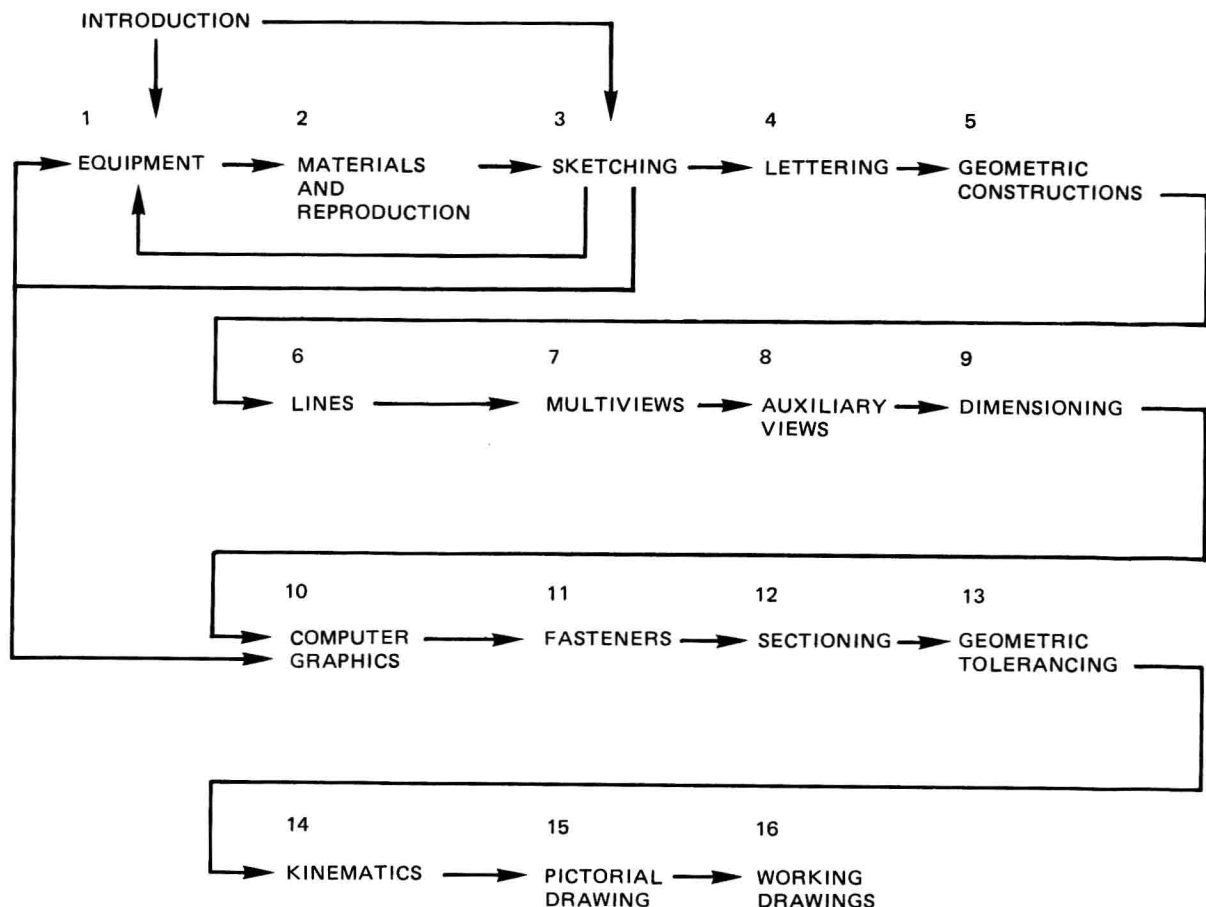 INTRODUCTION
1 2 3 4 5
EQUIPMENT MATERIALS AND REPRODUCTION SKETCHING LETTERING GEOMETRIC CONSTRUCTIONS
6 7 8 9
LINES MULTIVIEWS AUXILIARY VIEWS DIMENSIONING
10 11 12 13
COMPUTER GRAPHICS FASTENERS SECTIONING GEOMETRIC TOLERANCING
14 15 16
KINEMATICS PICTORIAL DRAWING WORKING DRAWINGS